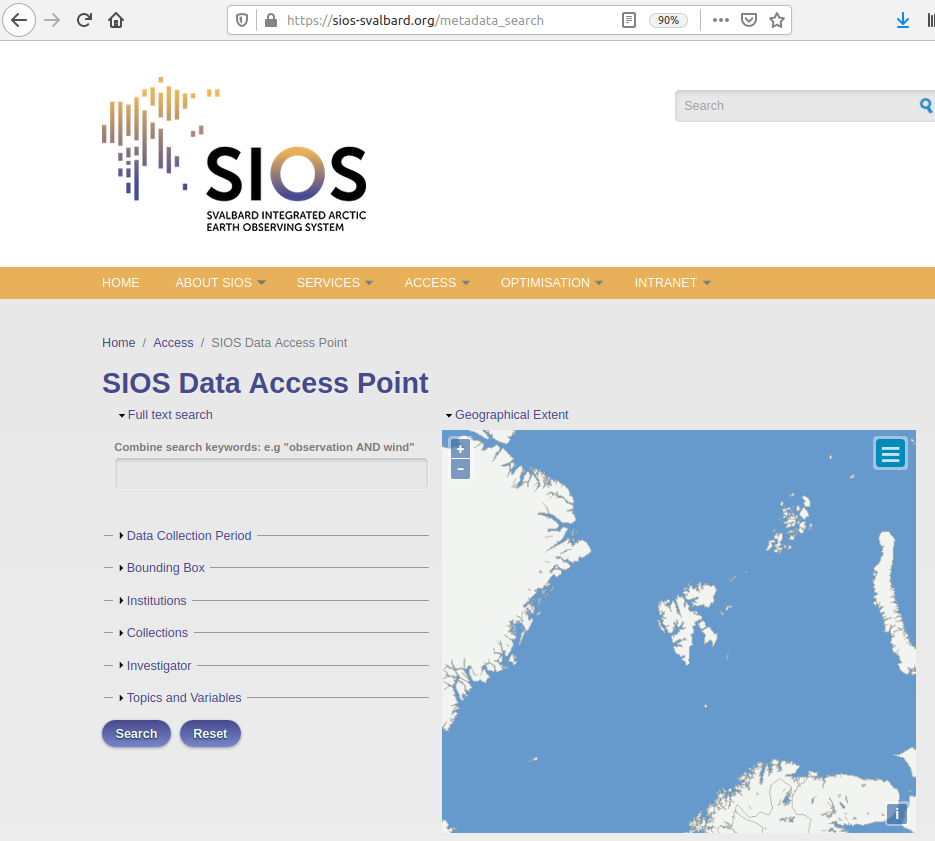 https://sios-svalbard.org/metadata_search
90%
Search
SIOS
SVALBARD INTEGRATED ARCTIC
EARTH OBSERVING SYSTEM
HOME ABOUT SIOS SERVICES ACCESS OPTIMISATION INTRANET
Home / Access / SIOS Data Access Point
SIOS Data Access Point
Full text search
Combine search keywords: e.g "observation AND wind"
Data Collection Period
Bounding Box
Institutions
Collections
Investigator
Topics and Variables
Search Reset
Geographical Extent
+
−
i